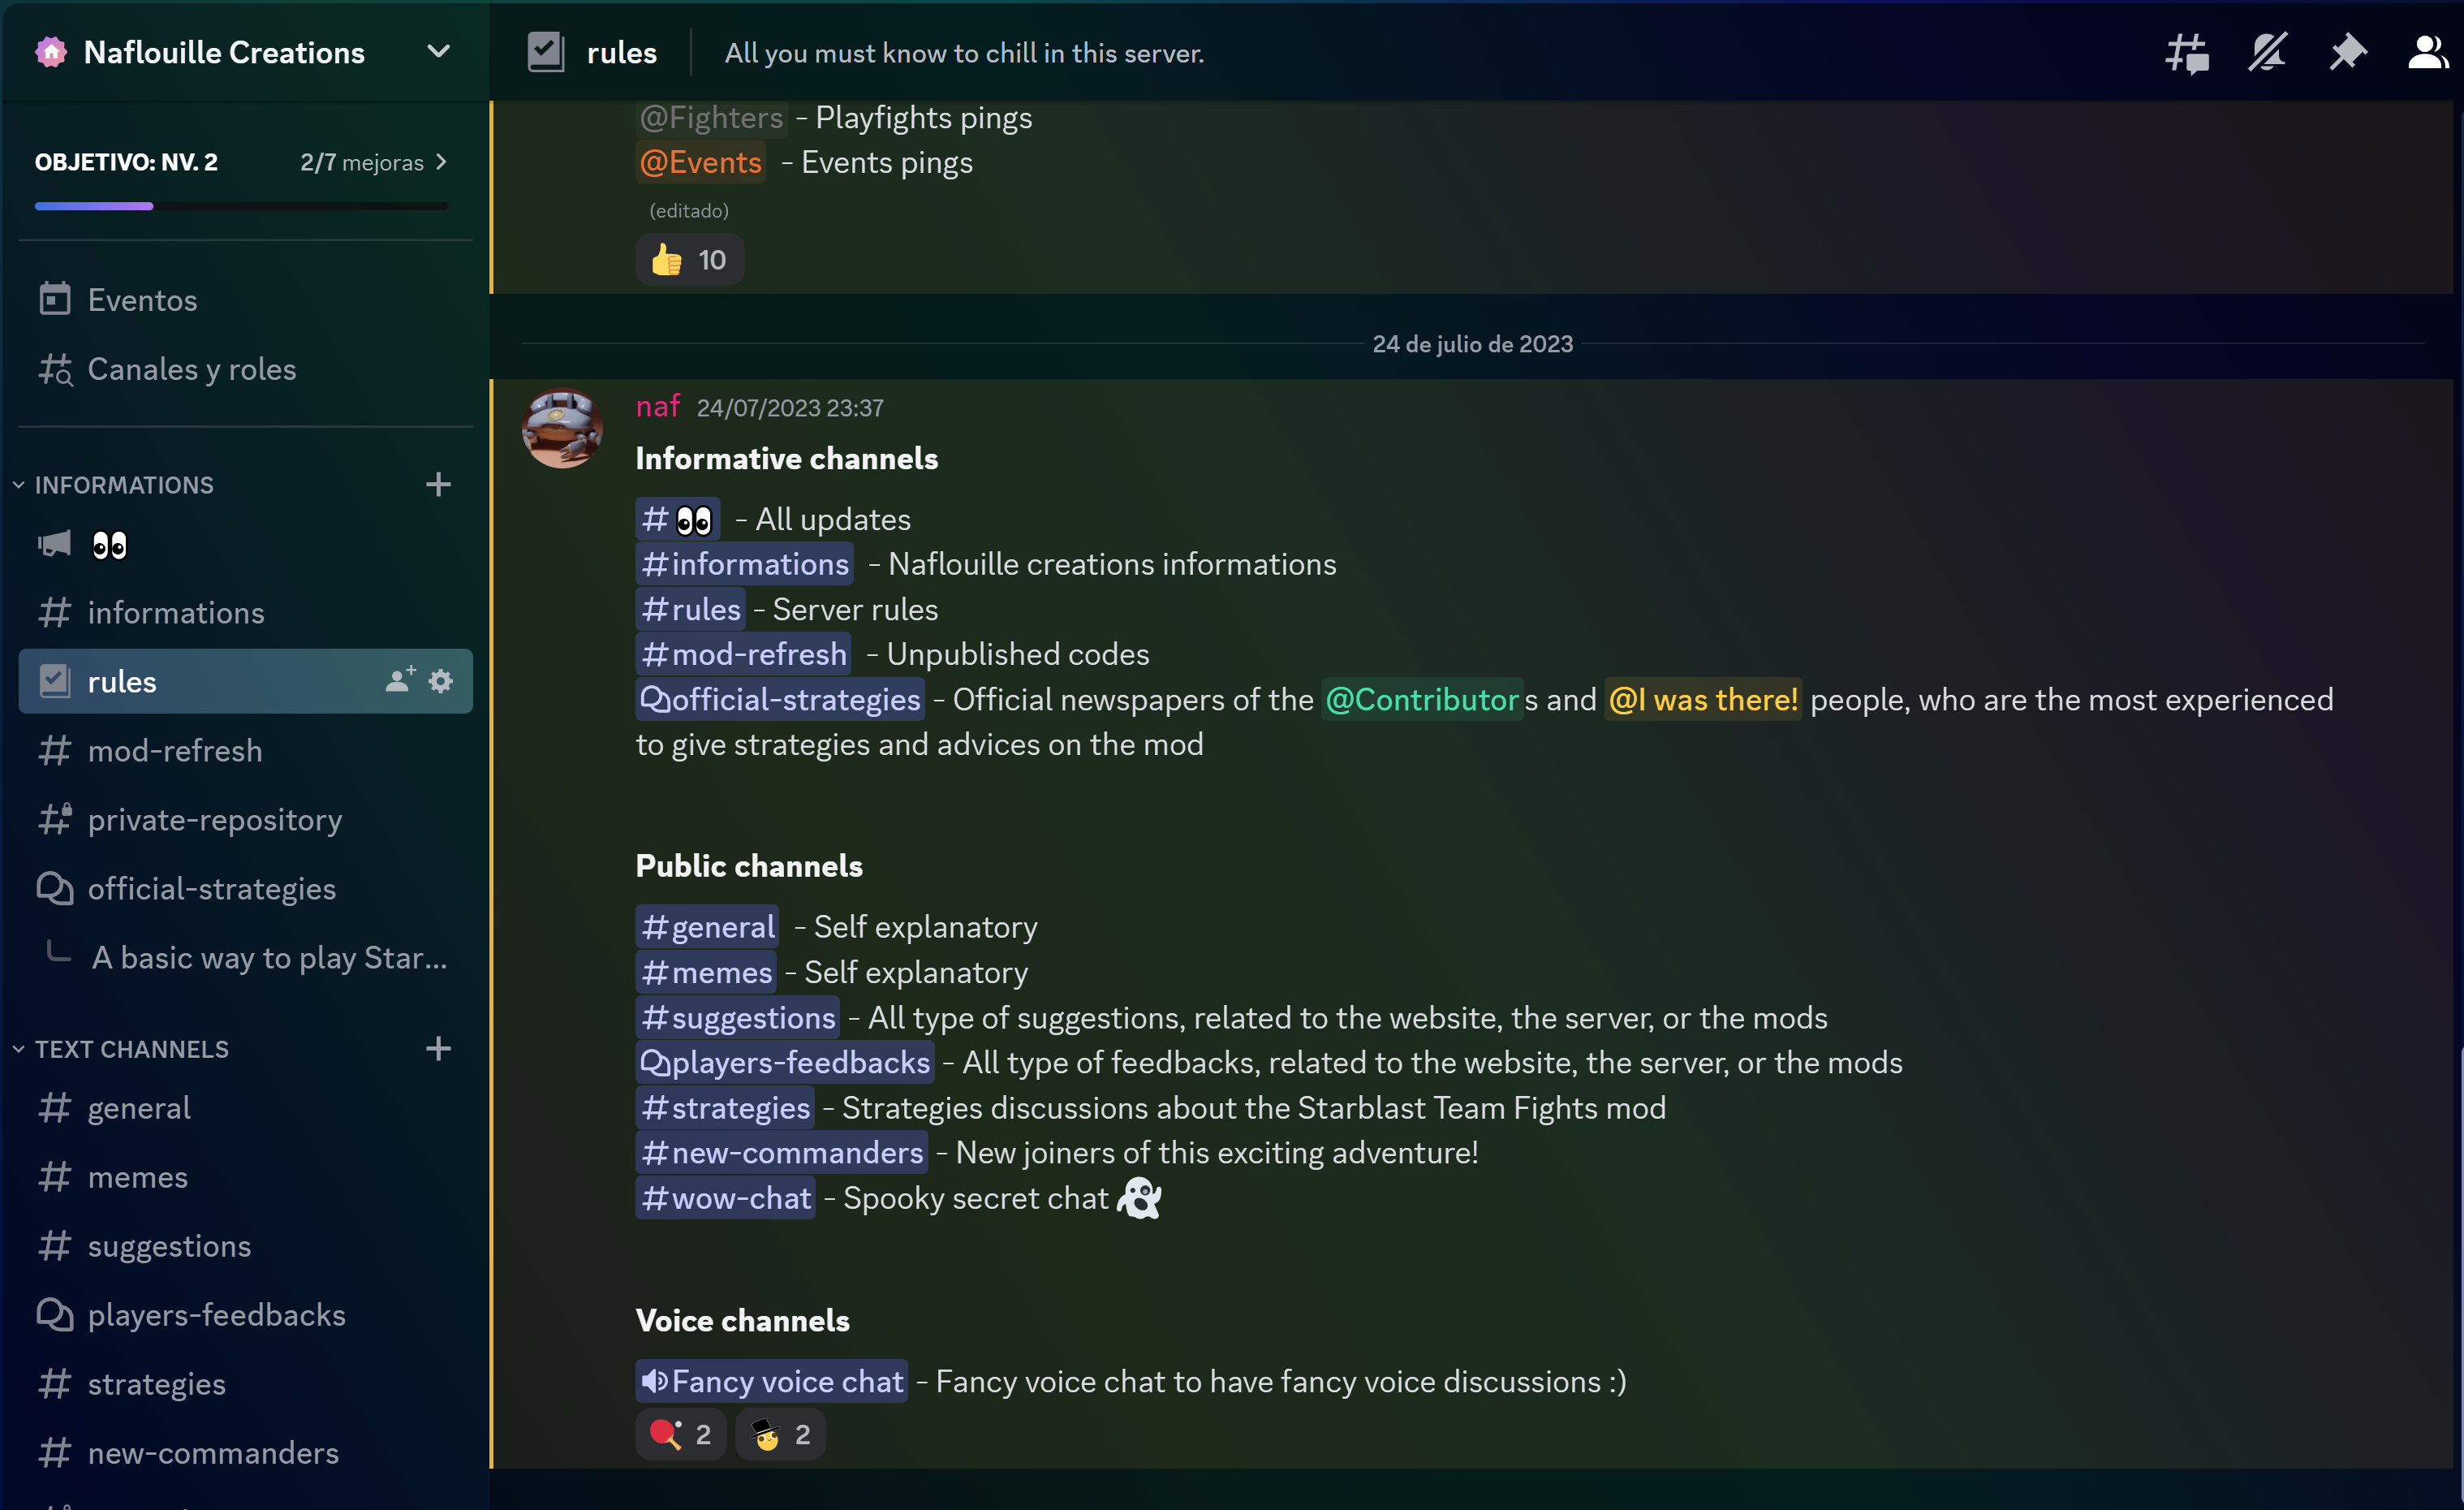 Naflouille Creations
OBJETIVO: NV. 2 2/7 mejoras
Eventos
Canales y roles
INFORMATIONS
informations
rules
mod-refresh
private-repository
official-strategies
A basic way to play Star...
TEXT CHANNELS
general
memes
suggestions
players-feedbacks
strategies
new-commanders
rules All you must know to chill in this server.
@Fighters - Playfights pings
@Events - Events pings
(editado)
👍 10
24 de julio de 2023
naf 24/07/2023 23:37
Informative channels
#👀 - All updates
#informations - Naflouille creations informations
#rules - Server rules
#mod-refresh - Unpublished codes
official-strategies - Official newspapers of the @Contributors and @I was there! people, who are the most experienced
to give strategies and advices on the mod
Public channels
#general - Self explanatory
#memes - Self explanatory
#suggestions - All type of suggestions, related to the website, the server, or the mods
players-feedbacks - All type of feedbacks, related to the website, the server, or the mods
#strategies - Strategies discussions about the Starblast Team Fights mod
#new-commanders - New joiners of this exciting adventure!
#wow-chat - Spooky secret chat 👻
Voice channels
Fancy voice chat - Fancy voice chat to have fancy voice discussions :)
2 2